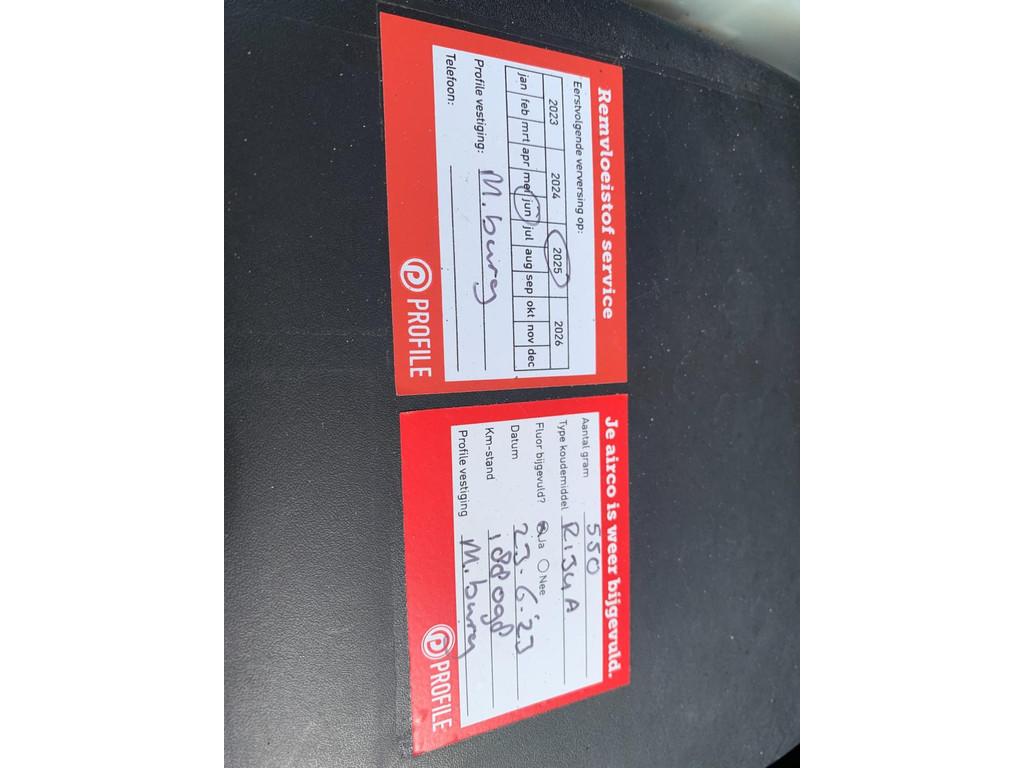 Remvloeistof service
Eerstvolgende verversing op:
2023 2024 2025 2026
jan feb mrt apr mei jun jul aug sep okt nov dec
Profile vestiging: M.burg
Telefoon:
PROFILE
Je airco is weer bijgevuld.
Aantal gram 550
Type koudemiddel R134A
Fluor bijgevuld? Ja Nee
Datum 23-6-'23
Km-stand 188098
Profile vestiging M.burg
PROFILE